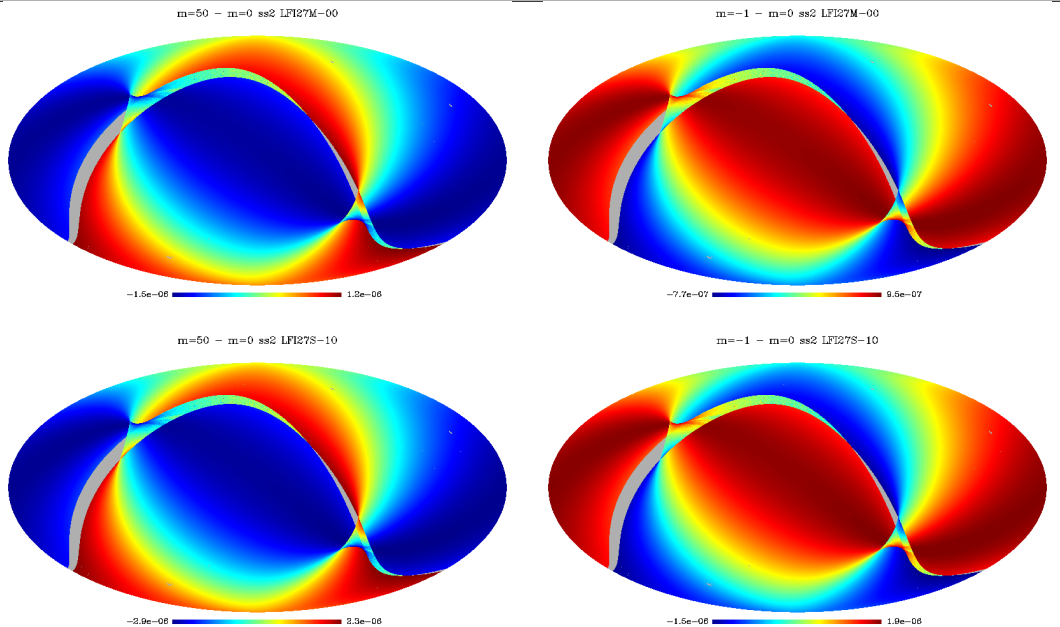 m=50 - m=0 ss2 LFI27M-00
m=-1 - m=0 ss2 LFI27M-00
-1.5e-06 1.2e-06
-7.7e-07 9.5e-07
m=50 - m=0 ss2 LFI27S-10
m=-1 - m=0 ss2 LFI27S-10
-2.9e-06 2.3e-06
-1.5e-06 1.9e-06